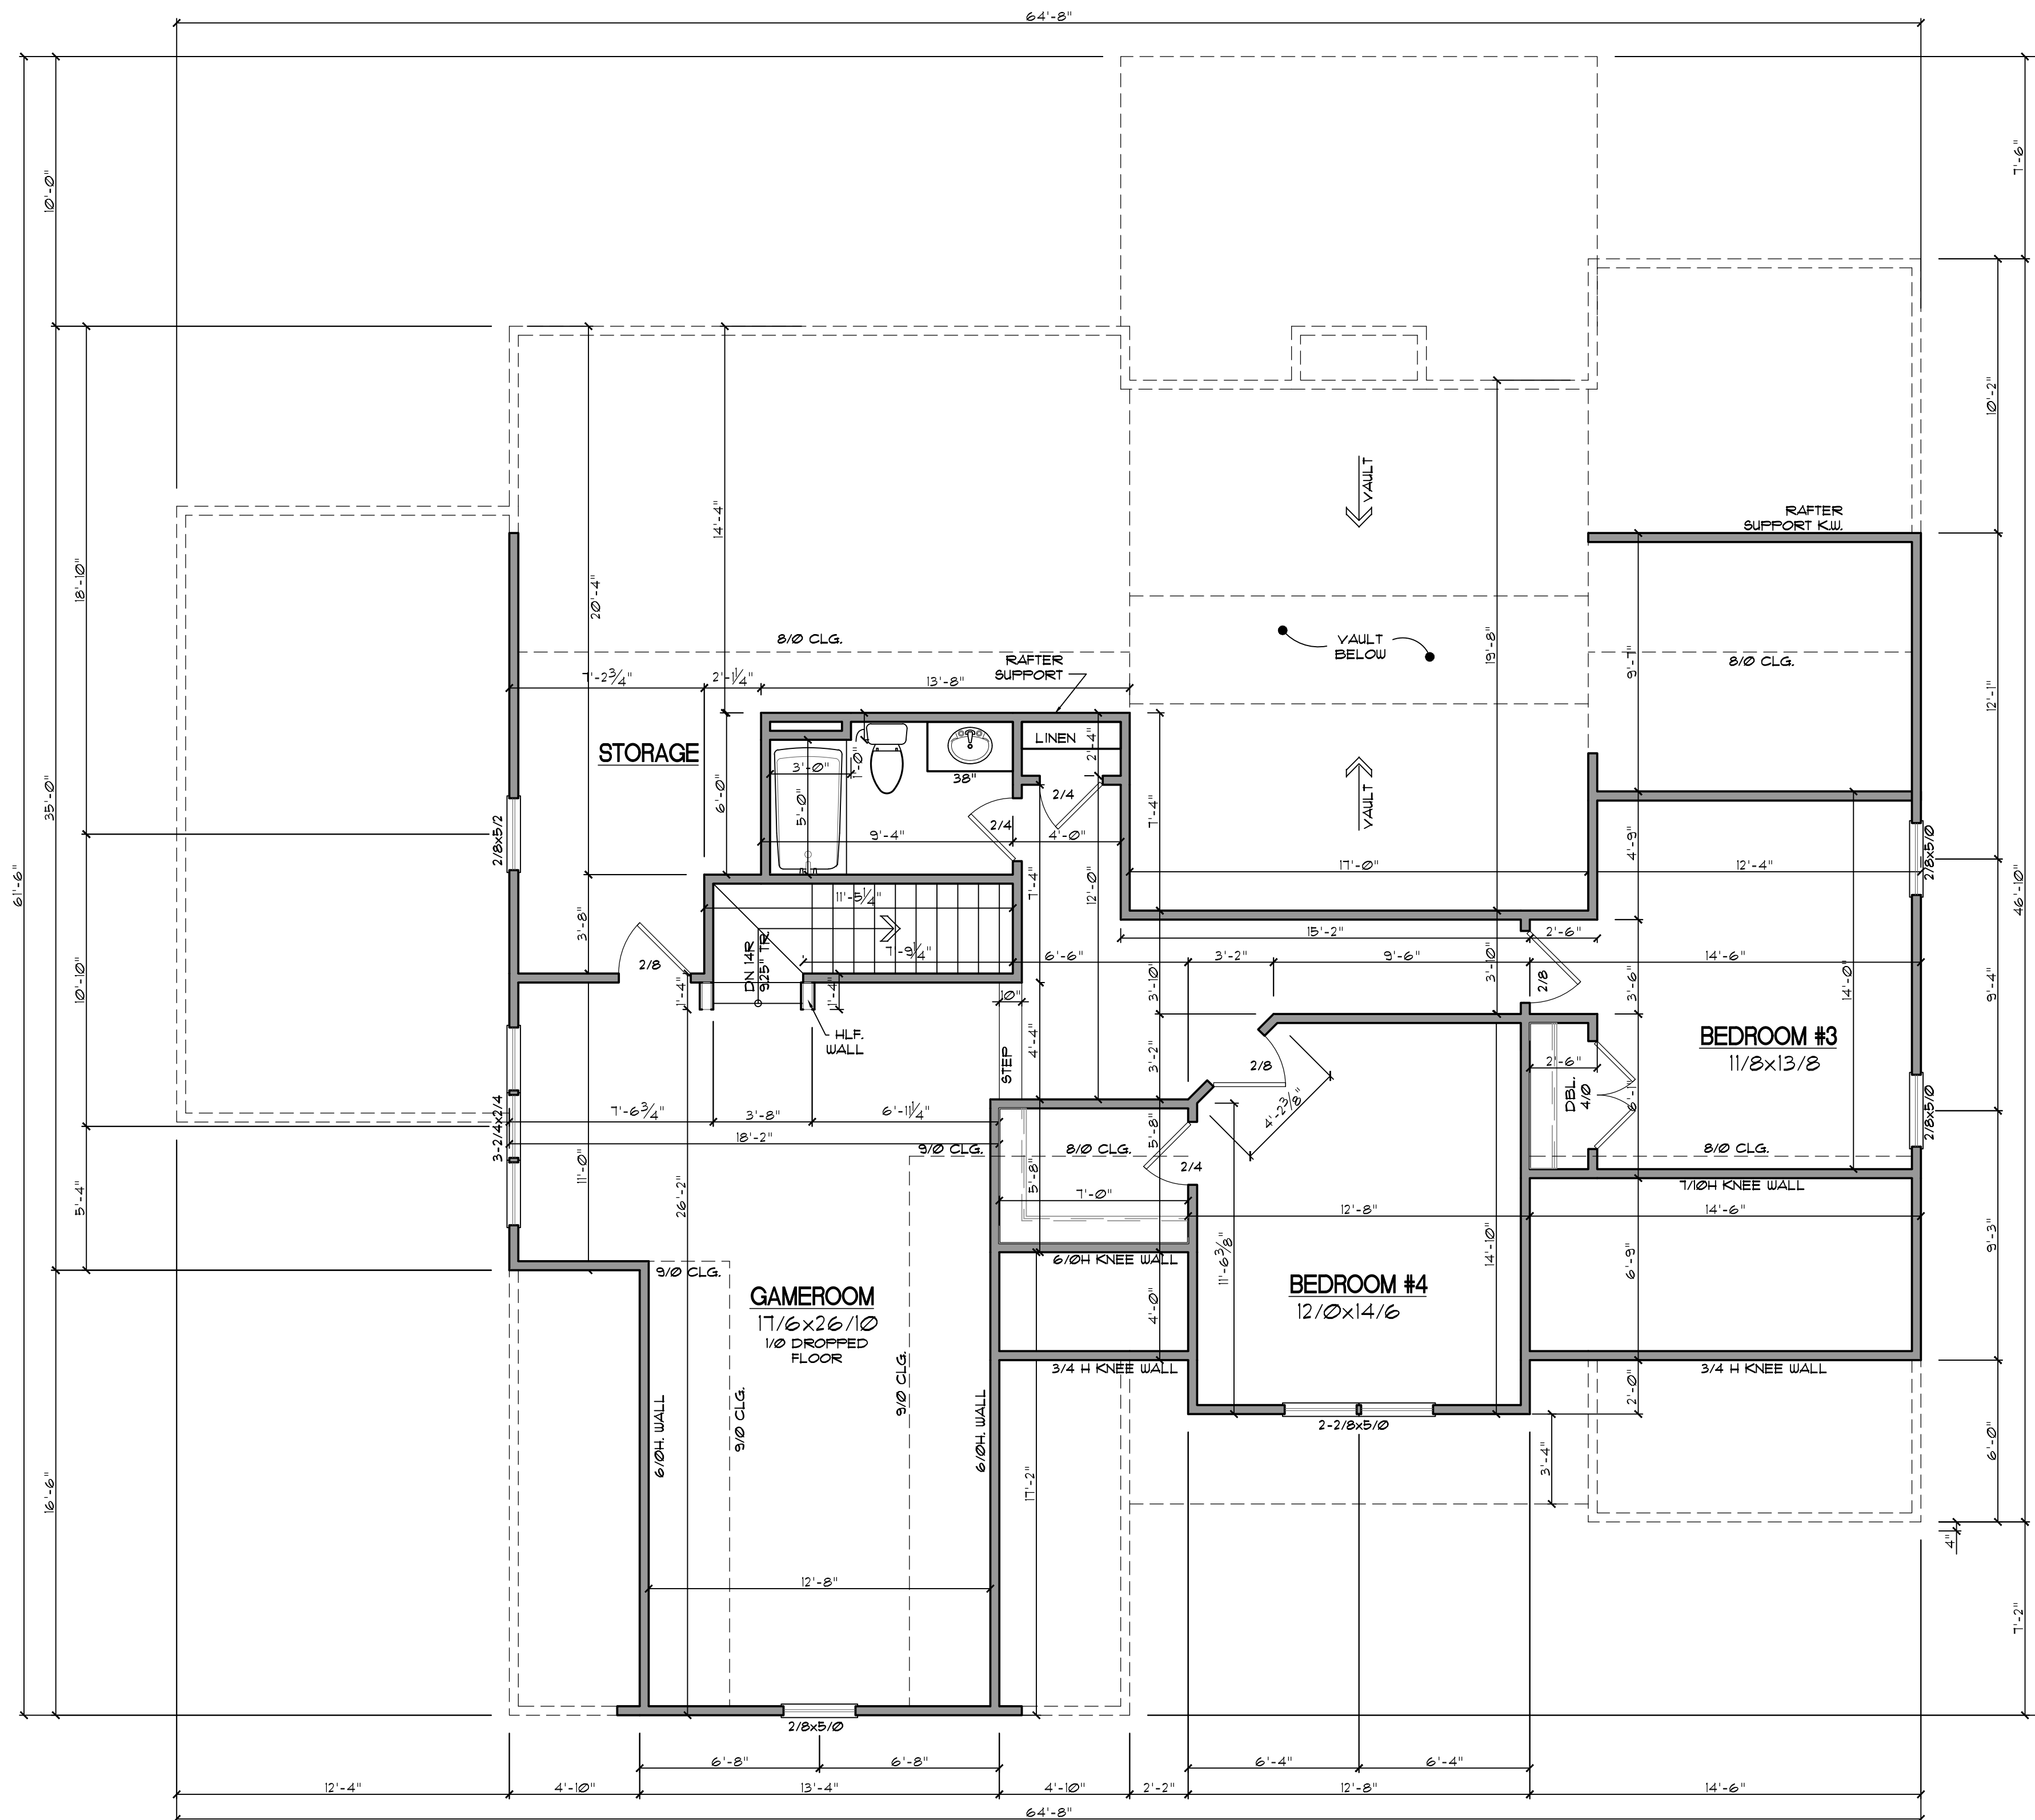 64'-8"
61'-6"
10'-0"
35'-0"
16'-6"
18'-10"
10'-10"
5'-4"
7'-6"
46'-10"
7'-2"
10'-2"
12'-1"
9'-4"
9'-3"
6'-0"
4"
14'-4"
20'-4"
VAULT
RAFTER
SUPPORT K.W.
8/0 CLG.
VAULT
BELOW
19'-8"
9'-7"
8/0 CLG.
RAFTER
SUPPORT
7'-2 3/4"
2'-1 1/4"
13'-8"
STORAGE
LINEN
2'-4"
38"
3'-0"
1'-0"
6'-0"
5'-0"
2/4
2/4
9'-4"
4'-0"
7'-4"
VAULT
2/8x5/2
4'-9"
2/8x5/0
17'-0"
12'-4"
7'-4"
12'-0"
11'-5 1/4"
3'-8"
2/8
DN 14R
9.25" TR.
7'-9 1/4"
15'-2"
2'-6"
6'-6"
3'-2"
9'-6"
14'-6"
3'-10"
3'-10"
2/8
3'-6"
14'-0"
1'-4"
1'-4"
10"
HLF.
WALL
STEP
4'-4"
3'-2"
BEDROOM #3
11/8x13/8
2/8
2'-6"
DBL.
4/0
6'-1"
4'-2 3/8"
2/8x5/0
3-2/4x2/4
7'-6 3/4"
3'-8"
6'-11 1/4"
18'-2"
9/0 CLG.
8/0 CLG.
8/0 CLG.
5'-8"
5'-8"
2/4
7'-0"
7/10H KNEE WALL
11'-0"
26'-2"
12'-8"
14'-6"
6/0H KNEE WALL
11'-6 3/8"
14'-10"
6'-9"
9/0 CLG.
GAMEROOM
17/6x26/10
1/0 DROPPED
FLOOR
BEDROOM #4
12/0x14/6
4'-0"
3/4 H KNEE WALL
3/4 H KNEE WALL
2'-0"
9/0 CLG.
9/0 CLG.
6/0H. WALL
6/0H. WALL
2-2/8x5/0
3'-4"
17'-2"
12'-8"
2/8x5/0
6'-8"
6'-8"
6'-4"
6'-4"
12'-4"
4'-10"
13'-4"
4'-10"
2'-2"
12'-8"
14'-6"
64'-8"